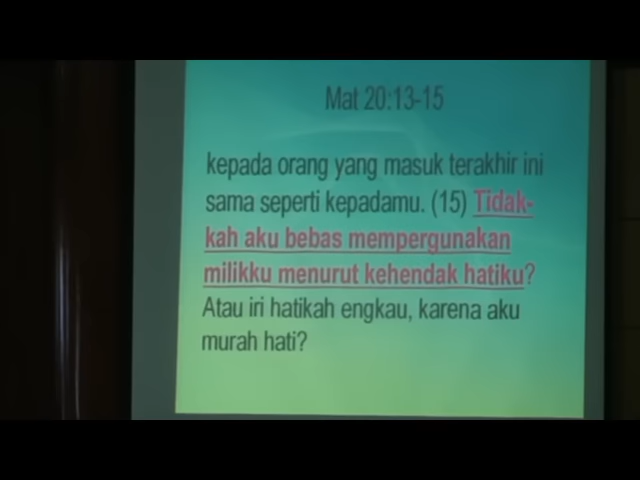 Mat 20:13-15
kepada orang yang masuk terakhir ini
sama seperti kepadamu. (15) Tidak-
kah aku bebas mempergunakan
milikku menurut kehendak hatiku?
Atau iri hatikah engkau, karena aku
murah hati?